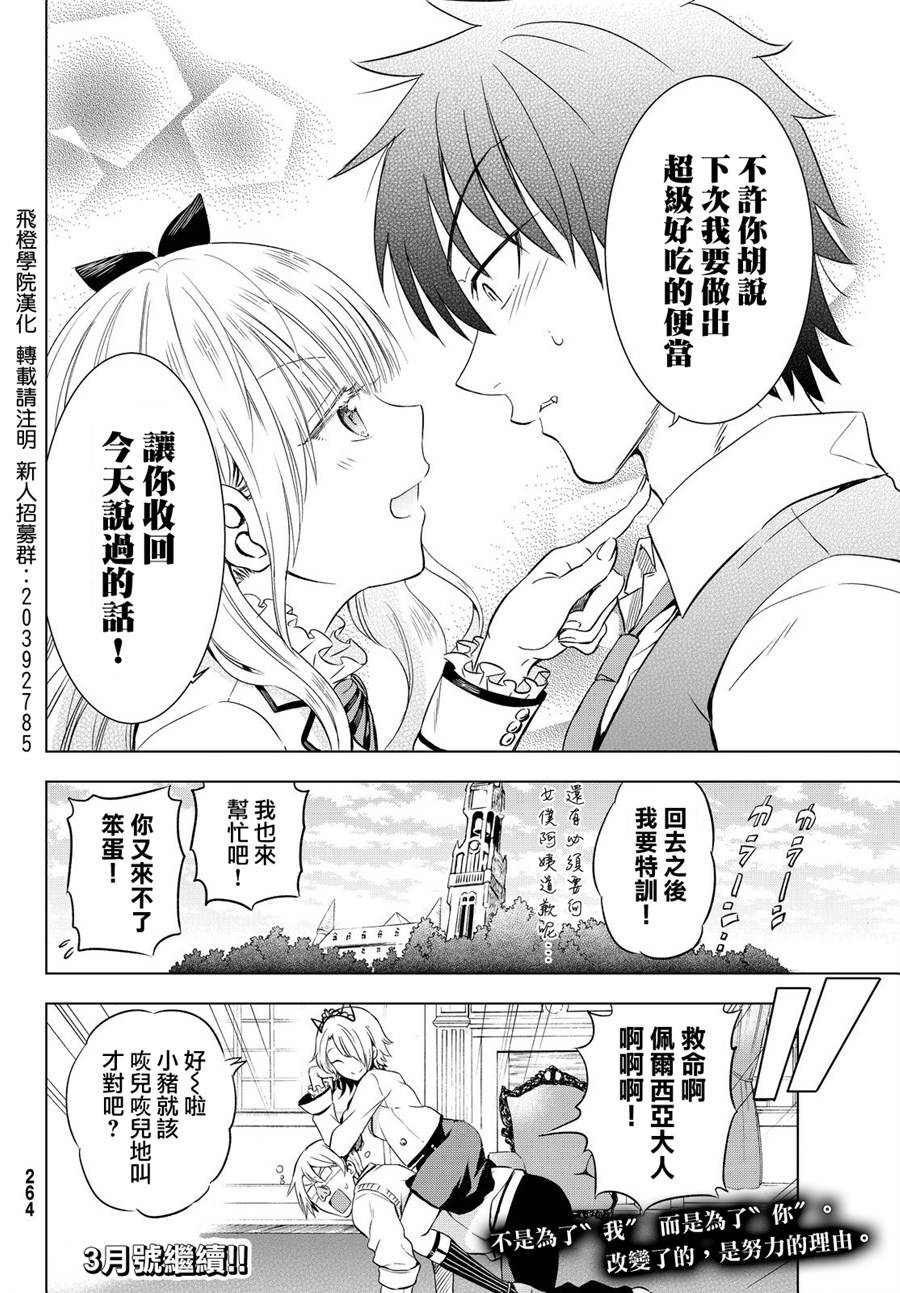 不許你胡說
下次我要做出
超級好吃的便當
讓你收回
今天說過的話！
飛橙學院漢化 轉載請注明 新人招募群：20392785
ウラーン
ウラーン…
回去之後
我要特訓！
還有必須要向
女僕阿姨道歉呢…
我也來
幫忙吧！
你又來不了
笨蛋！
救命啊
佩爾西亞大人
啊啊啊！
好～啦
小豬就該
咴兒咴兒地叫
才對吧？
不是為了〝我〞而是為了〝你〞。
改變了的，是努力的理由。
3月號繼續!!
264